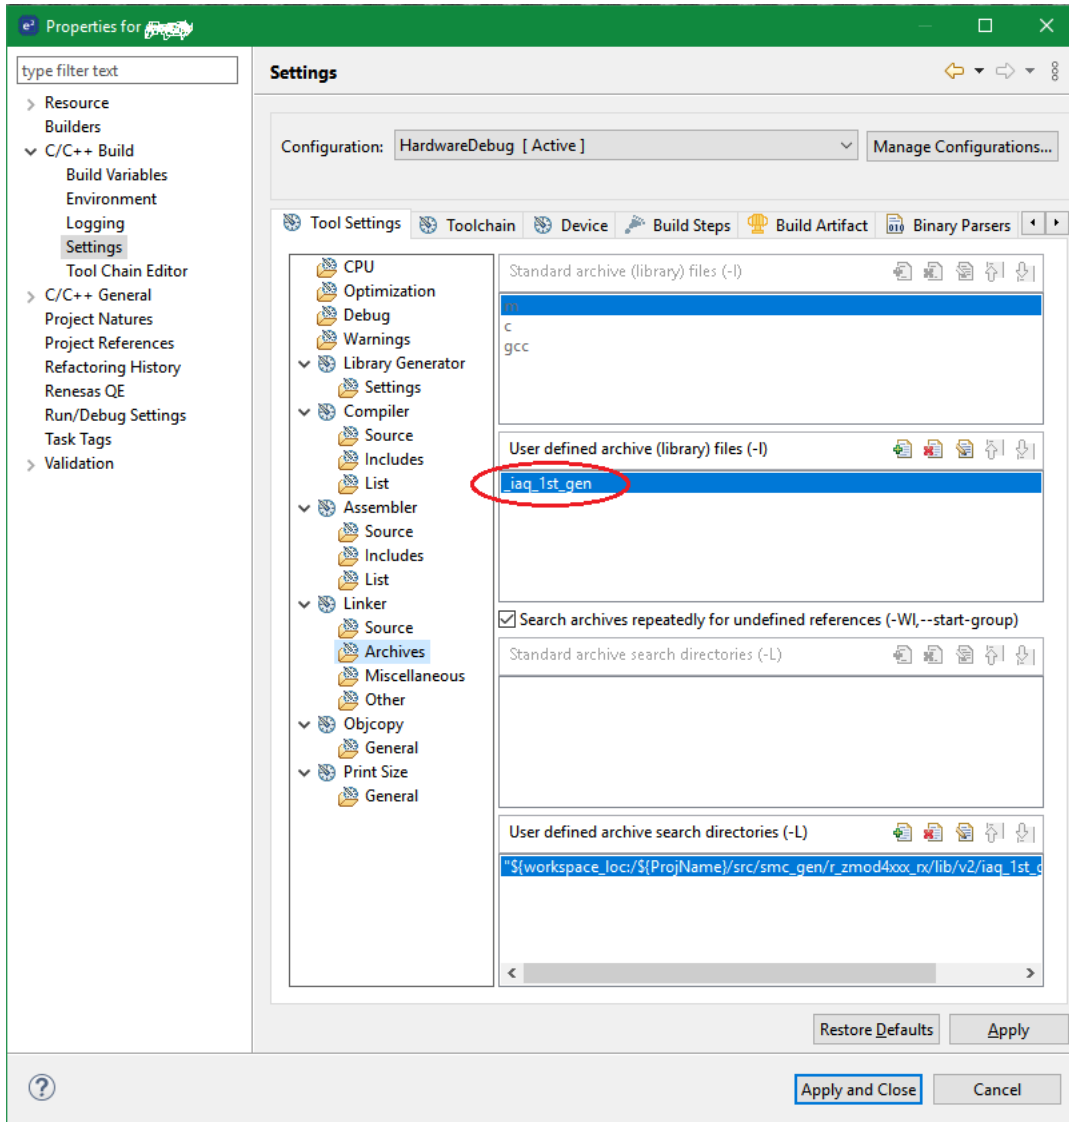 e² Properties for
type filter text
Resource
Builders
C/C++ Build
Build Variables
Environment
Logging
Settings
Tool Chain Editor
C/C++ General
Project Natures
Project References
Refactoring History
Renesas QE
Run/Debug Settings
Task Tags
Validation
Settings
Configuration: HardwareDebug [ Active ] Manage Configurations...
Tool Settings Toolchain Device Build Steps Build Artifact Binary Parsers
CPU
Optimization
Debug
Warnings
Library Generator
Settings
Compiler
Source
Includes
List
Assembler
Source
Includes
List
Linker
Source
Archives
Miscellaneous
Other
Objcopy
General
Print Size
General
Standard archive (library) files (-l)
m
c
gcc
User defined archive (library) files (-l)
_iaq_1st_gen
Search archives repeatedly for undefined references (-Wl,--start-group)
Standard archive search directories (-L)
User defined archive search directories (-L)
"${workspace_loc:/${ProjName}/src/smc_gen/r_zmod4xxx_rx/lib/v2/iaq_1st_g
Restore Defaults Apply
? Apply and Close Cancel